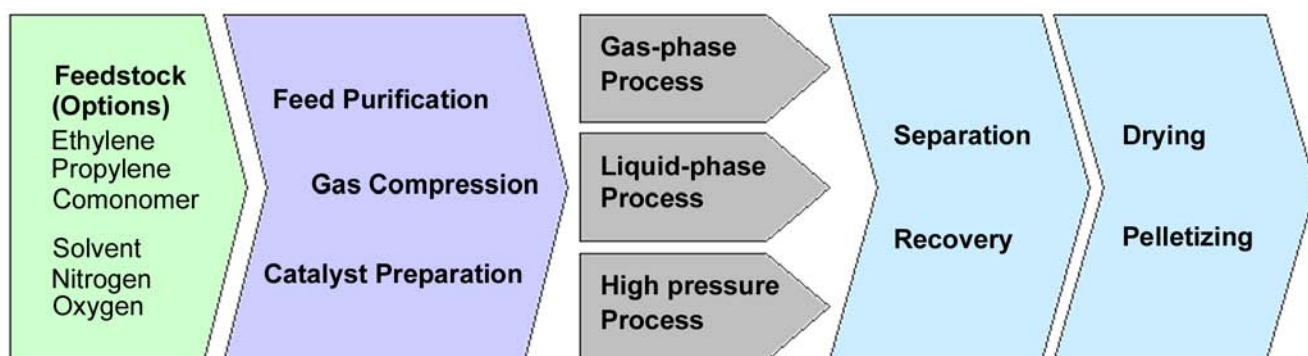 Feedstock
(Options)
Ethylene
Propylene
Comonomer
Solvent
Nitrogen
Oxygen
Feed Purification
Gas Compression
Catalyst Preparation
Gas-phase
Process
Liquid-phase
Process
High pressure
Process
Separation
Recovery
Drying
Pelletizing